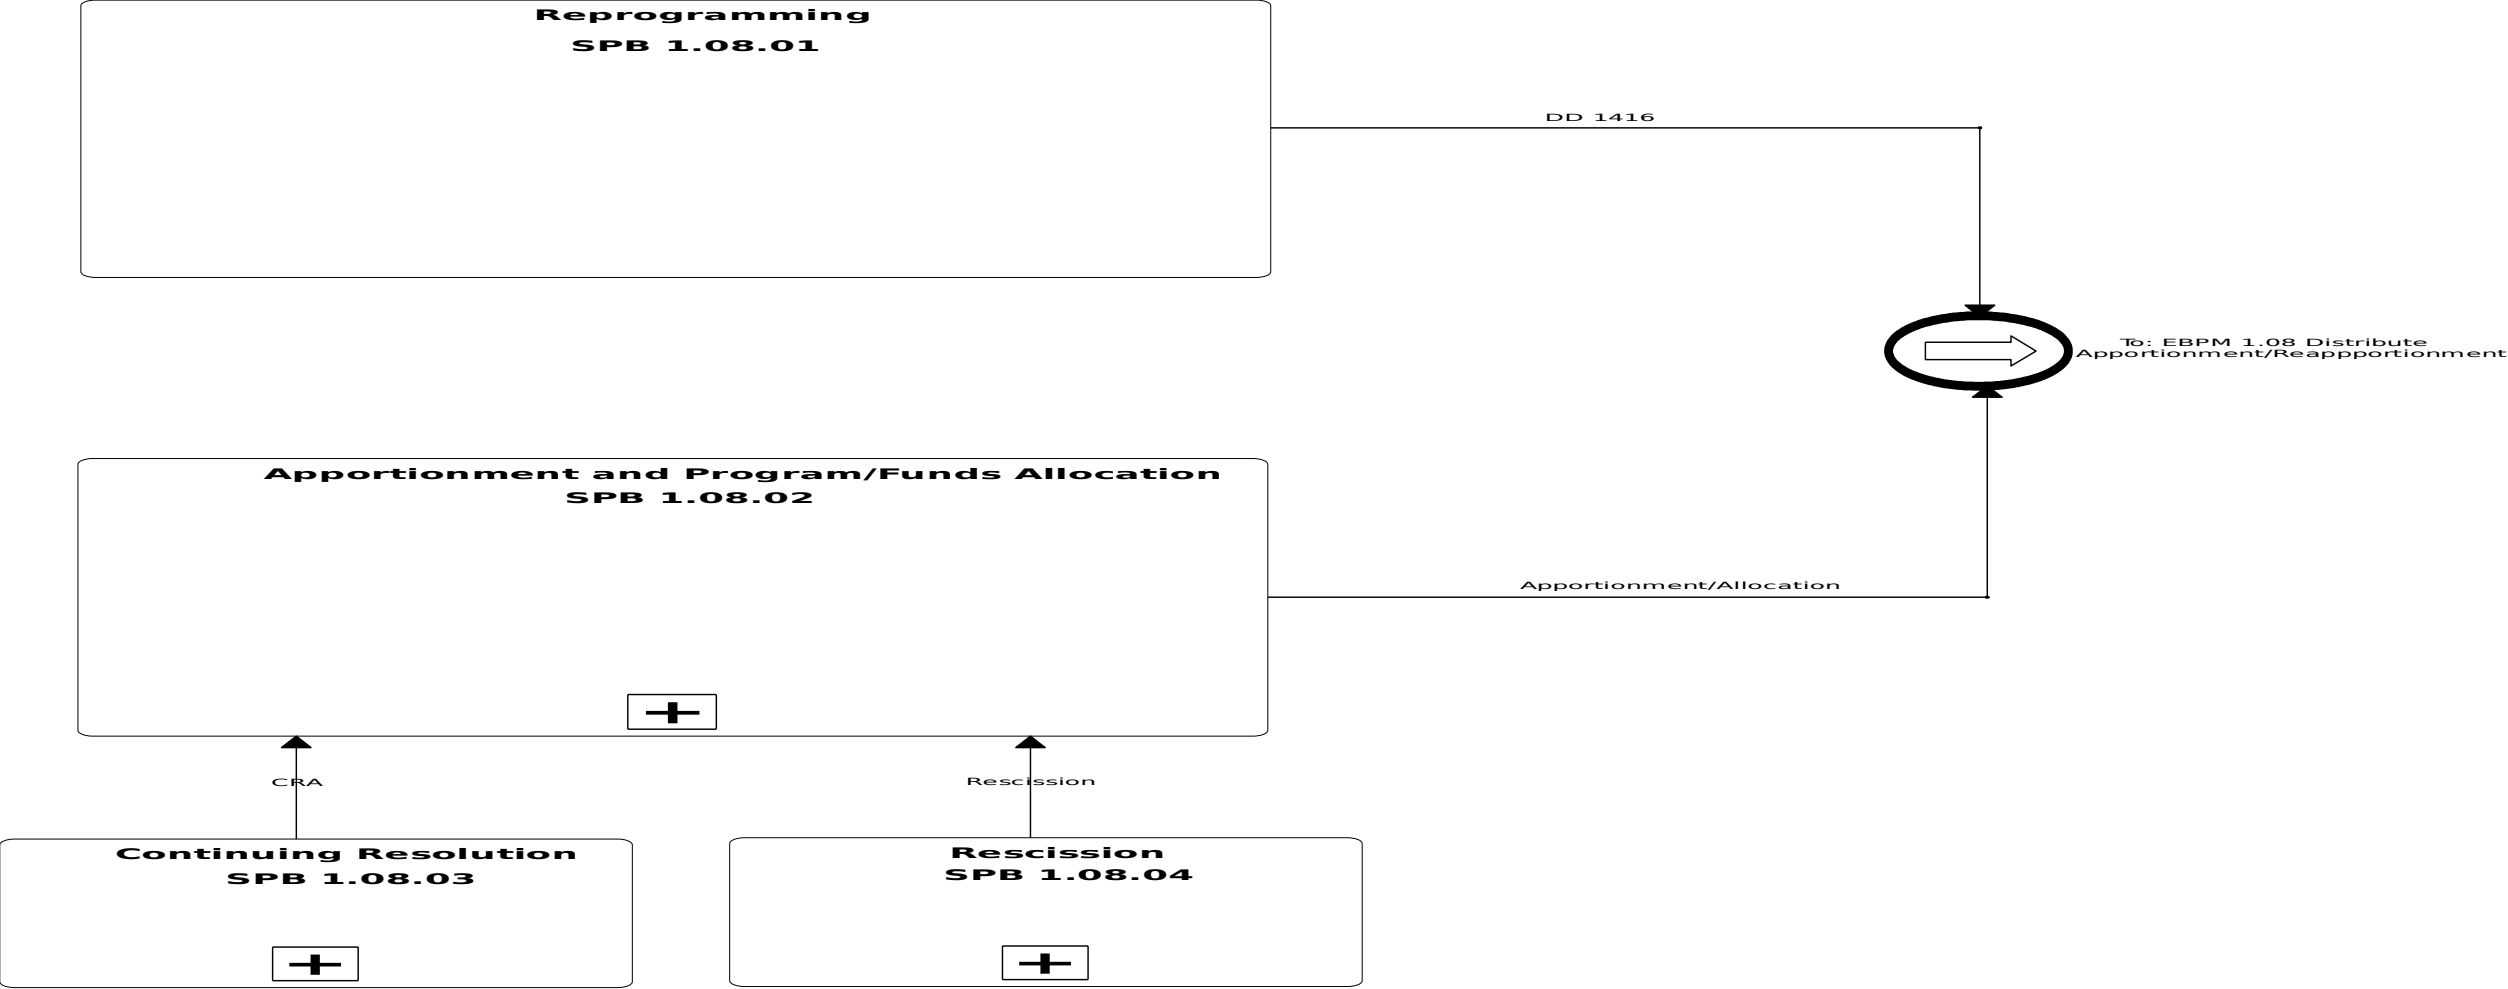 Reprogramming
SPB 1.08.01
DD 1416
To: EBPM 1.08 Distribute
Apportionment/Reappportionment
Apportionment and Program/Funds Allocation
SPB 1.08.02
Apportionment/Allocation
CRA
Rescission
Continuing Resolution
SPB 1.08.03
Rescission
SPB 1.08.04